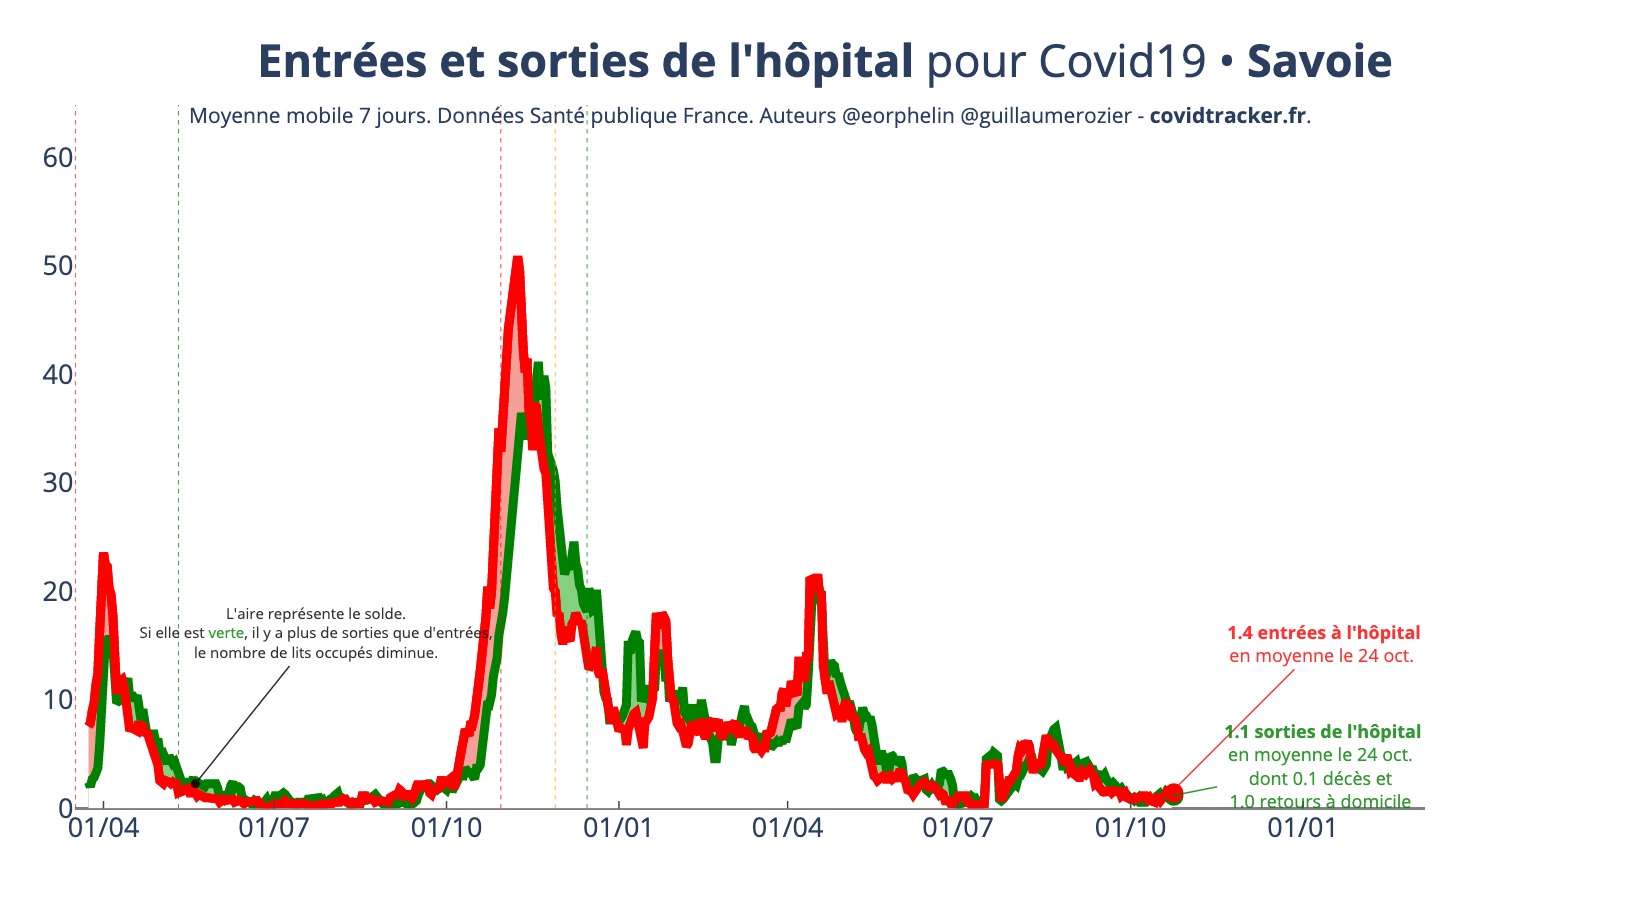 Entrées et sorties de l'hôpital pour Covid19 • Savoie
Moyenne mobile 7 jours. Données Santé publique France. Auteurs @eorphelin @guillaumerozier - covidtracker.fr.
60
50
40
30
20
10
0
L'aire représente le solde.
Si elle est verte, il y a plus de sorties que d'entrées,
le nombre de lits occupés diminue.
1.4 entrées à l'hôpital
en moyenne le 24 oct.
1.1 sorties de l'hôpital
en moyenne le 24 oct.
dont 0.1 décès et
1.0 retours à domicile
01/04
01/07
01/10
01/01
01/04
01/07
01/10
01/01